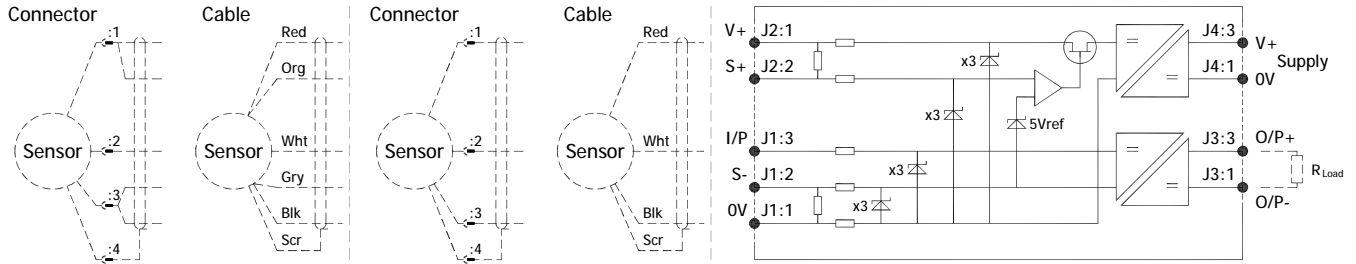 Connector
:1
Sensor
:2
:3
:4
Cable
Red
Org
Sensor
Wht
Gry
Blk
Scr
Connector
:1
Sensor
:2
:3
:4
Cable
Red
Sensor
Wht
Blk
Scr
V+ J2:1
S+ J2:2
I/P J1:3
S- J1:2
0V J1:1
x3
x3
5Vref
x3
x3
=
=
=
=
J4:3 V+
Supply
J4:1 0V
J3:3 O/P+
R Load
J3:1 O/P-